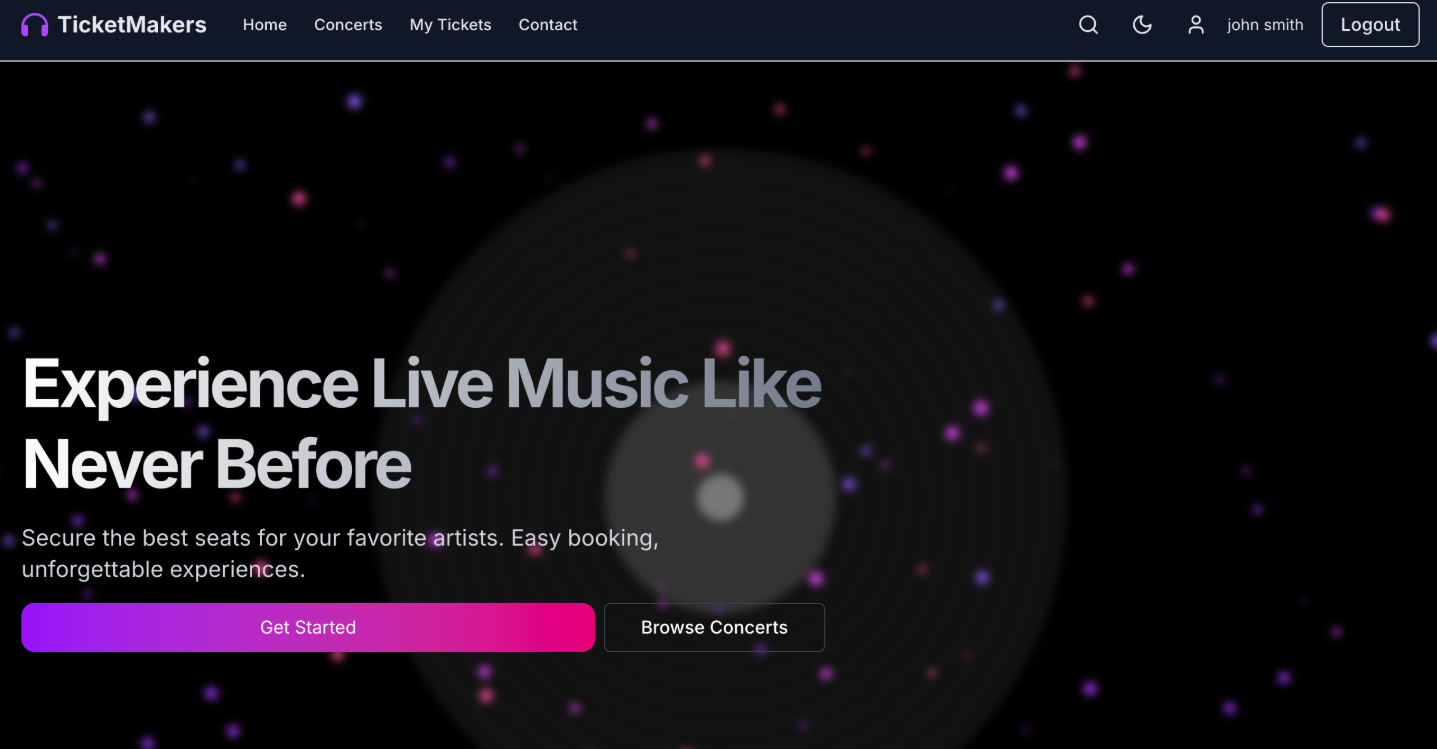 TicketMakers Home Concerts My Tickets Contact john smith Logout
Experience Live Music Like
Never Before
Secure the best seats for your favorite artists. Easy booking,
unforgettable experiences.
Get Started Browse Concerts